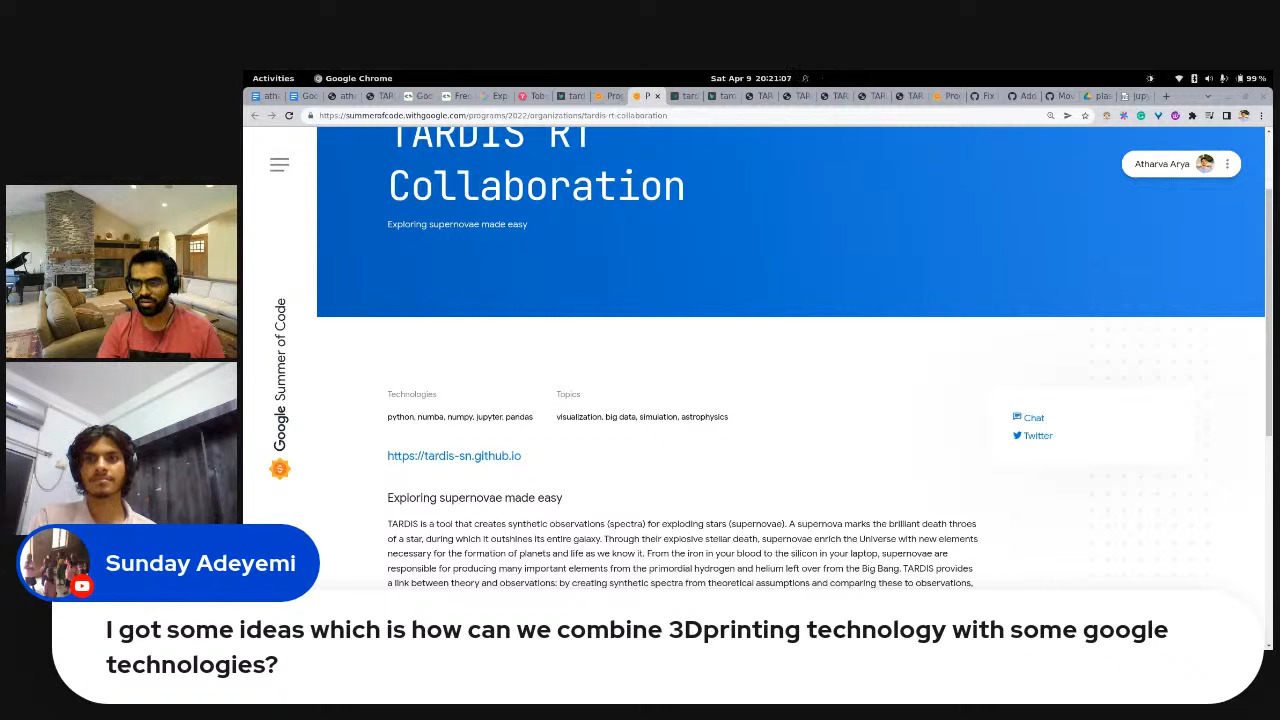 Activities
Google Chrome
Sat Apr 9 20:21:07
99 %
https://summerofcode.withgoogle.com/programs/2022/organizations/tardis-rt-collaboration
TARDIS RT
Collaboration
Exploring supernovae made easy
Atharva Arya
Google Summer of Code
Technologies
Topics
python, numba, numpy, jupyter, pandas
visualization, big data, simulation, astrophysics
Chat
Twitter
https://tardis-sn.github.io
Exploring supernovae made easy
TARDIS is a tool that creates synthetic observations (spectra) for exploding stars (supernovae). A supernova marks the brilliant death throes
of a star, during which it outshines its entire galaxy. Through their explosive stellar death, supernovae enrich the Universe with new elements
necessary for the formation of planets and life as we know it. From the iron in your blood to the silicon in your laptop, supernovae are
responsible for producing many important elements from the primordial hydrogen and helium left over from the Big Bang. TARDIS provides
a link between theory and observations: by creating synthetic spectra from theoretical assumptions and comparing these to observations,
Sunday Adeyemi
I got some ideas which is how can we combine 3Dprinting technology with some google
technologies?